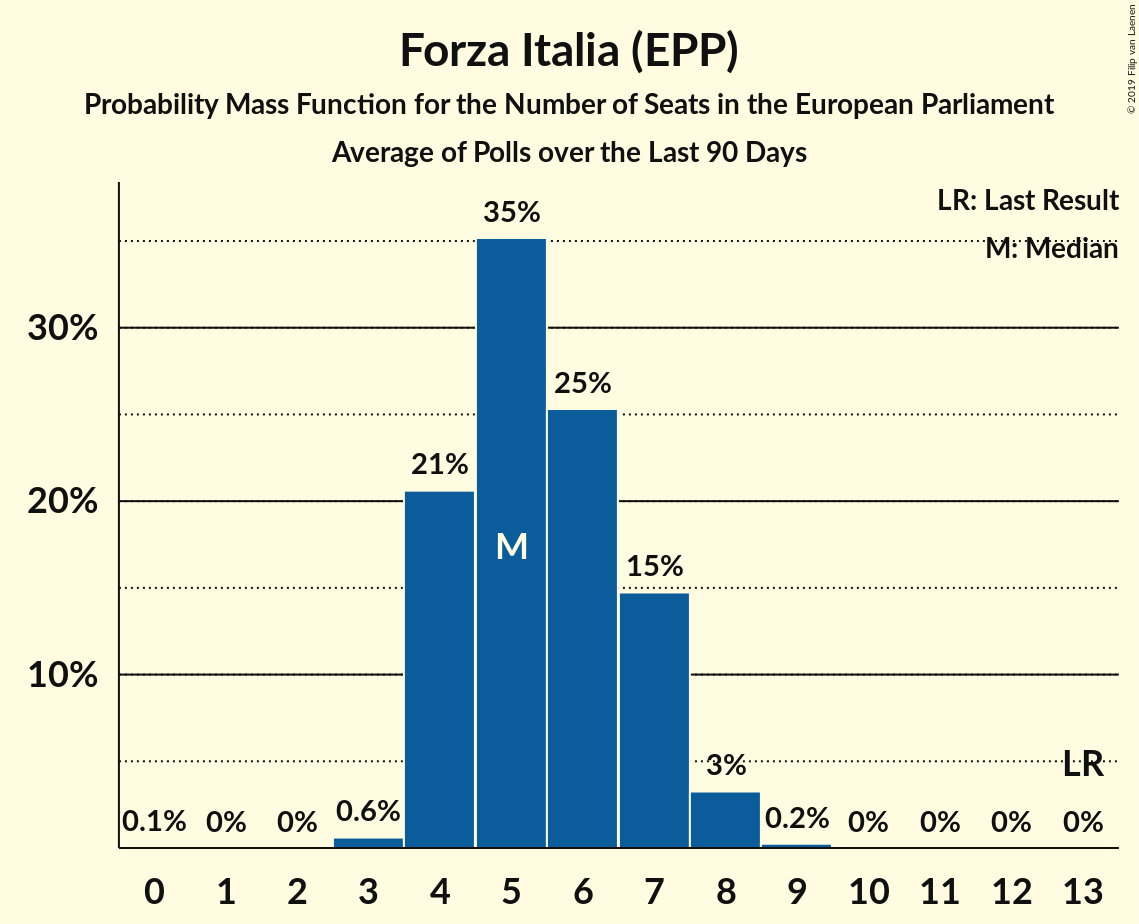 Forza Italia (EPP)
Probability Mass Function for the Number of Seats in the European Parliament
Average of Polls over the Last 90 Days
© 2019 Filip van Laenen
LR: Last Result
M: Median
35%
30%
25%
21%
20%
M
15%
10%
3%
LR
0.1% 0% 0% 0.6% 0.2% 0% 0% 0% 0%
0 1 2 3 4 5 6 7 8 9 10 11 12 13